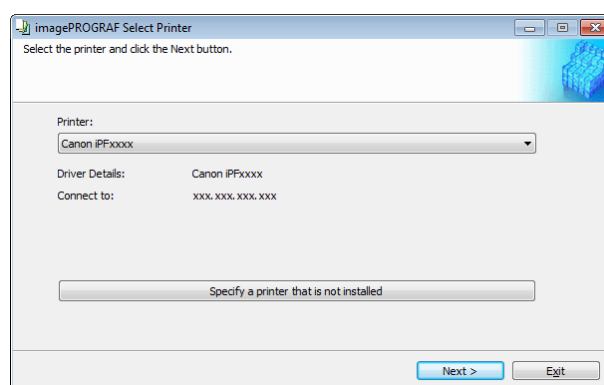 imagePROGRAF Select Printer
Select the printer and click the Next button.
Printer:
Canon iPFxxxx
Driver Details: Canon iPFxxxx
Connect to: xxx.xxx.xxx.xxx
Specify a printer that is not installed
Next > Exit